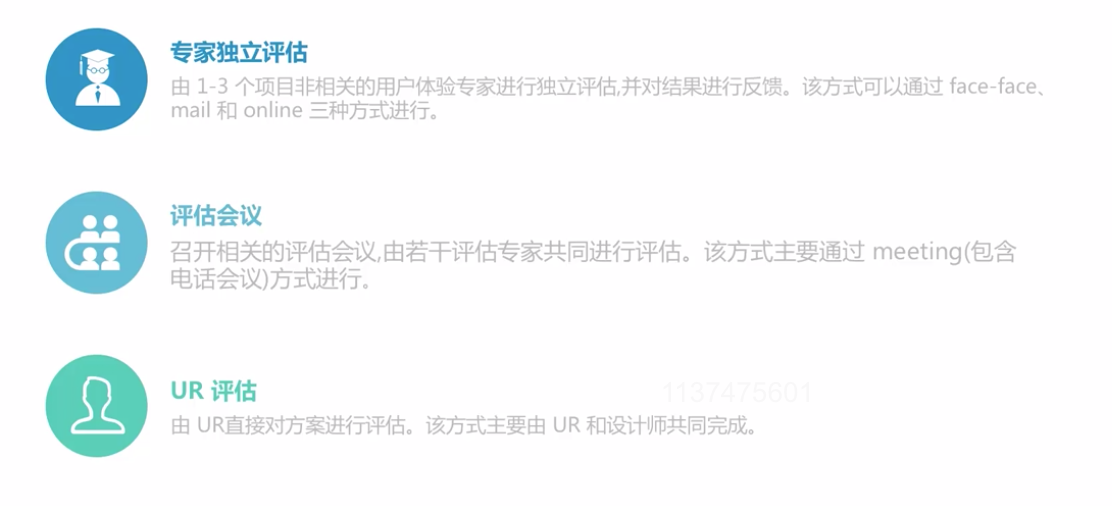 专家独立评估
由 1-3 个项目非相关的用户体验专家进行独立评估,并对结果进行反馈。该方式可以通过 face-face、
mail 和 online 三种方式进行。
评估会议
召开相关的评估会议,由若干评估专家共同进行评估。该方式主要通过 meeting(包含
电话会议)方式进行。
UR 评估
1137475601
由 UR直接对方案进行评估。该方式主要由 UR 和设计师共同完成。